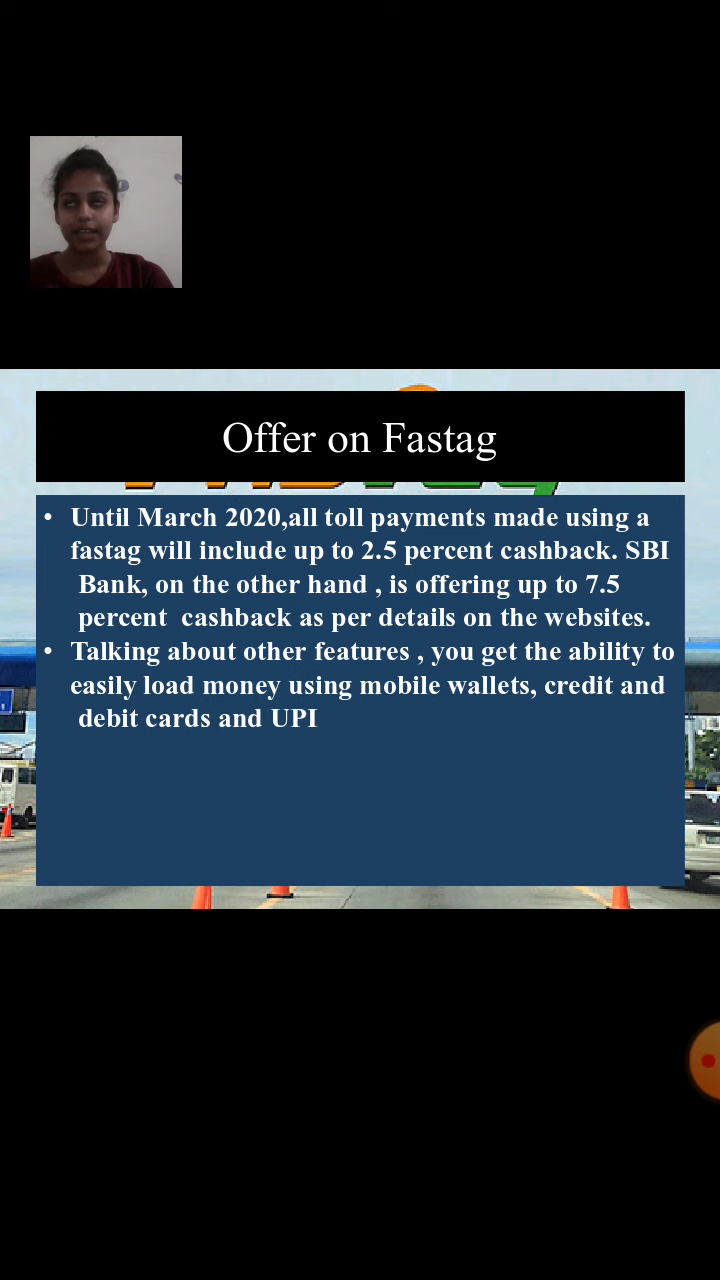 Offer on Fastag
• Until March 2020,all toll payments made using a
fastag will include up to 2.5 percent cashback. SBI
Bank, on the other hand , is offering up to 7.5
percent  cashback as per details on the websites.
• Talking about other features , you get the ability to
easily load money using mobile wallets, credit and
debit cards and UPI